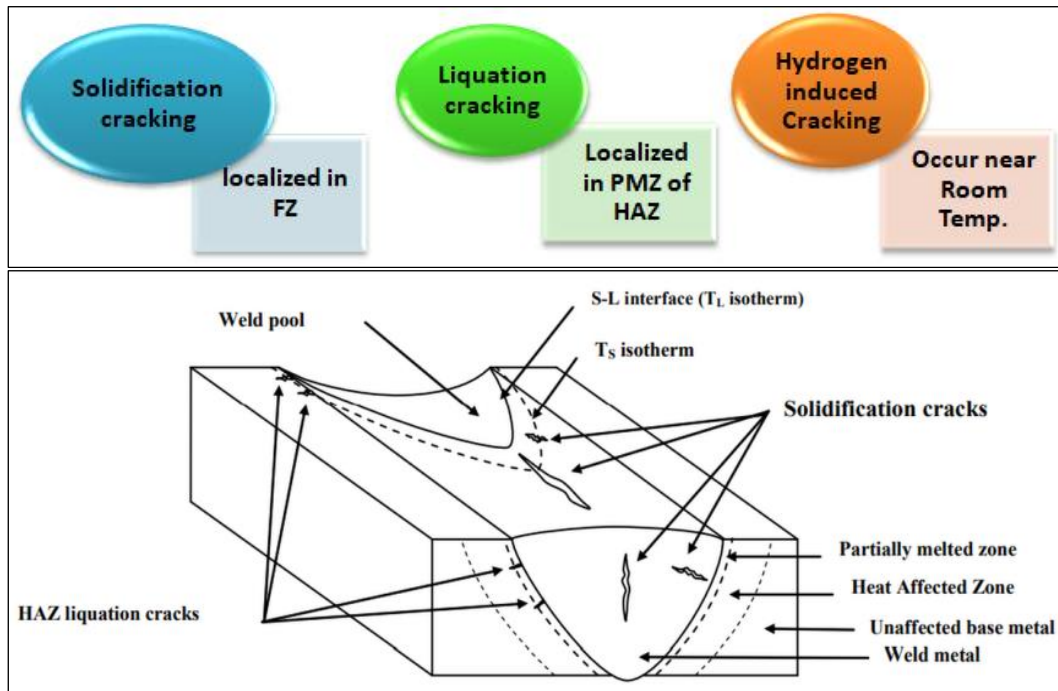 Solidification
cracking
localized in
FZ
Liquation
cracking
Localized
in PMZ of
HAZ
Hydrogen
induced
Cracking
Occur near
Room
Temp.
S-L interface (TL isotherm)
Weld pool
TS isotherm
Solidification cracks
Partially melted zone
Heat Affected Zone
HAZ liquation cracks
Unaffected base metal
Weld metal